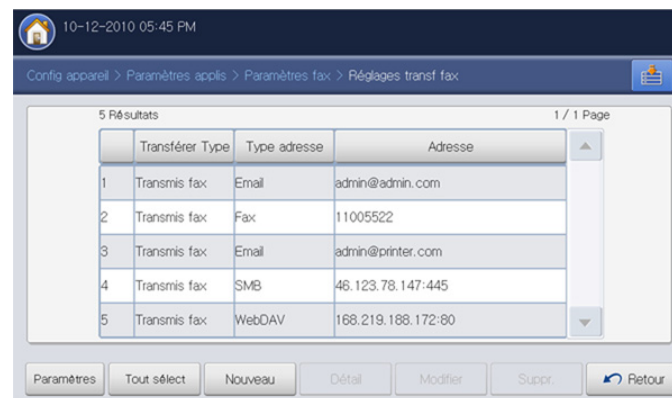 10-12-2010 05:45 PM
Config appareil > Paramètres applis > Paramètres fax > Réglages transf fax
5 Résultats 1 / 1 Page
Transférer Type Type adresse Adresse
1 Transmis fax Email admin@admin.com
2 Transmis fax Fax 11005522
3 Transmis fax Email admin@printer.com
4 Transmis fax SMB 46.123.78.147:445
5 Transmis fax WebDAV 168.219.188.172:80
Paramètres Tout sélect Nouveau Détail Modifier Suppr. Retour